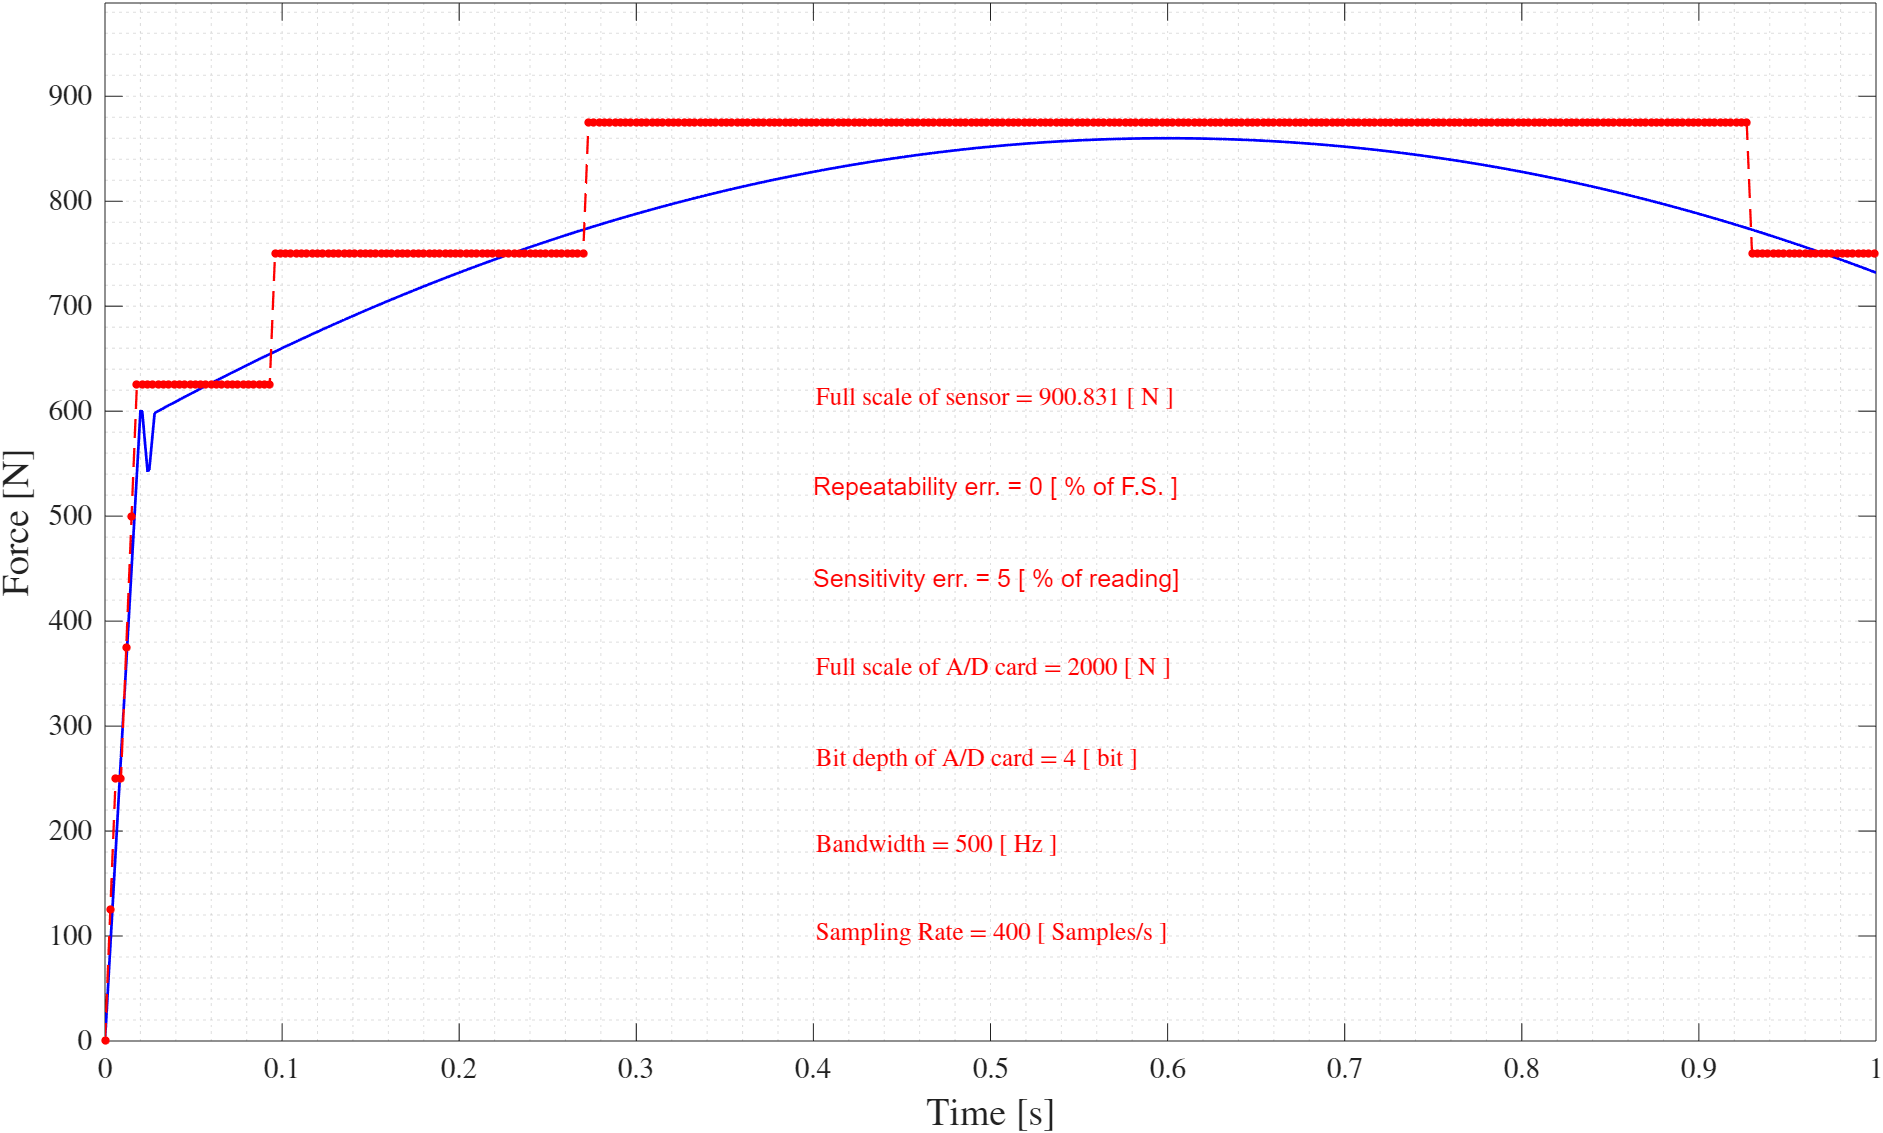 900
800
700
600
500
400
300
200
100
0
Force [N]
Full scale of sensor = 900.831 [ N ]
Repeatability err. = 0 [ % of F.S. ]
Sensitivity err. = 5 [ % of reading]
Full scale of A/D card = 2000 [ N ]
Bit depth of A/D card = 4 [ bit ]
Bandwidth = 500 [ Hz ]
Sampling Rate = 400 [ Samples/s ]
0 0.1 0.2 0.3 0.4 0.5 0.6 0.7 0.8 0.9 1
Time [s]